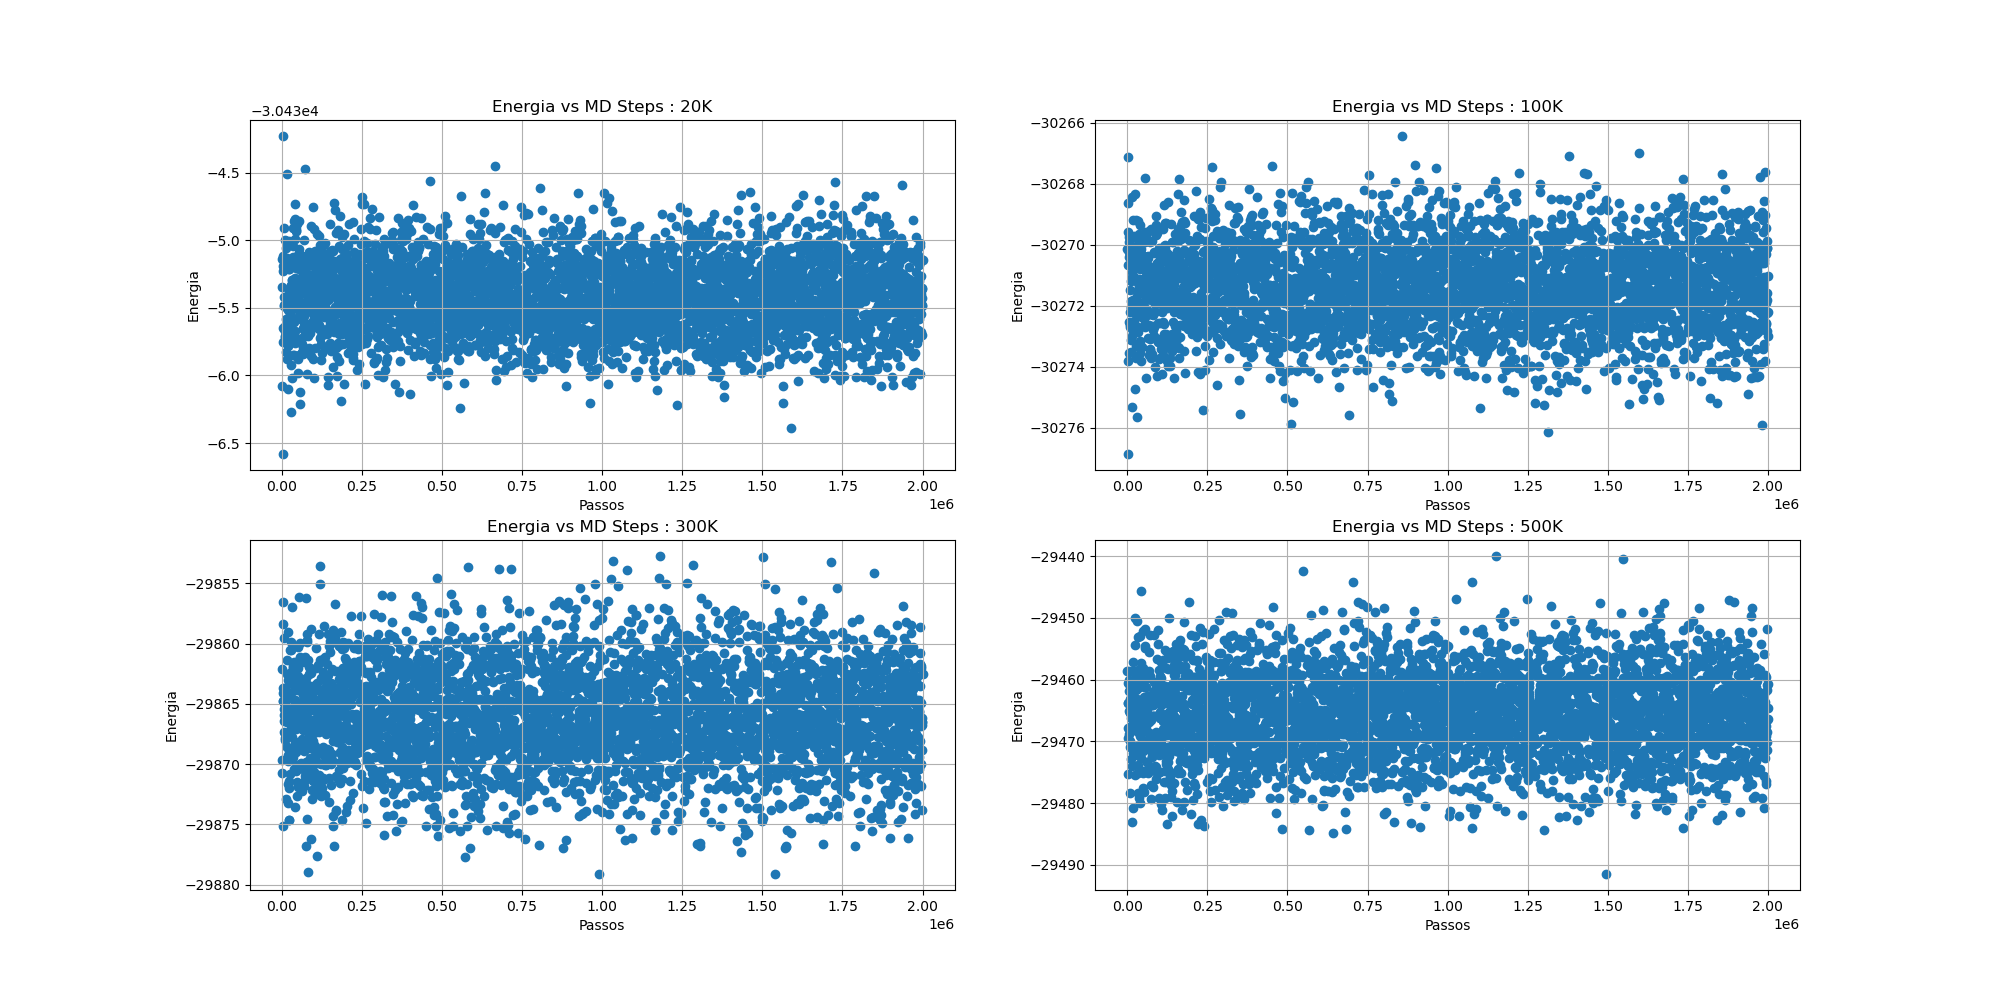 Energia vs MD Steps : 20K
−3.043e4
−4.5
−5.0
−5.5
−6.0
−6.5
Energia
0.00 0.25 0.50 0.75 1.00 1.25 1.50 1.75 2.00
Passos
1e6
Energia vs MD Steps : 100K
−30266
−30268
−30270
−30272
−30274
−30276
Energia
0.00 0.25 0.50 0.75 1.00 1.25 1.50 1.75 2.00
Passos
1e6
Energia vs MD Steps : 300K
−29855
−29860
−29865
−29870
−29875
−29880
Energia
0.00 0.25 0.50 0.75 1.00 1.25 1.50 1.75 2.00
Passos
1e6
Energia vs MD Steps : 500K
−29440
−29450
−29460
−29470
−29480
−29490
Energia
0.00 0.25 0.50 0.75 1.00 1.25 1.50 1.75 2.00
Passos
1e6